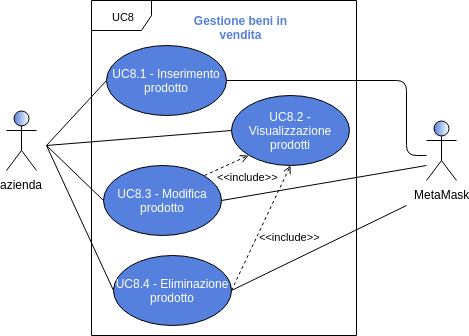 UC8
Gestione beni in
vendita
UC8.1 - Inserimento
prodotto
UC8.2 -
Visualizzazione
prodotti
azienda
MetaMask
<<include>>
UC8.3 - Modifica
prodotto
<<include>>
UC8.4 - Eliminazione
prodotto